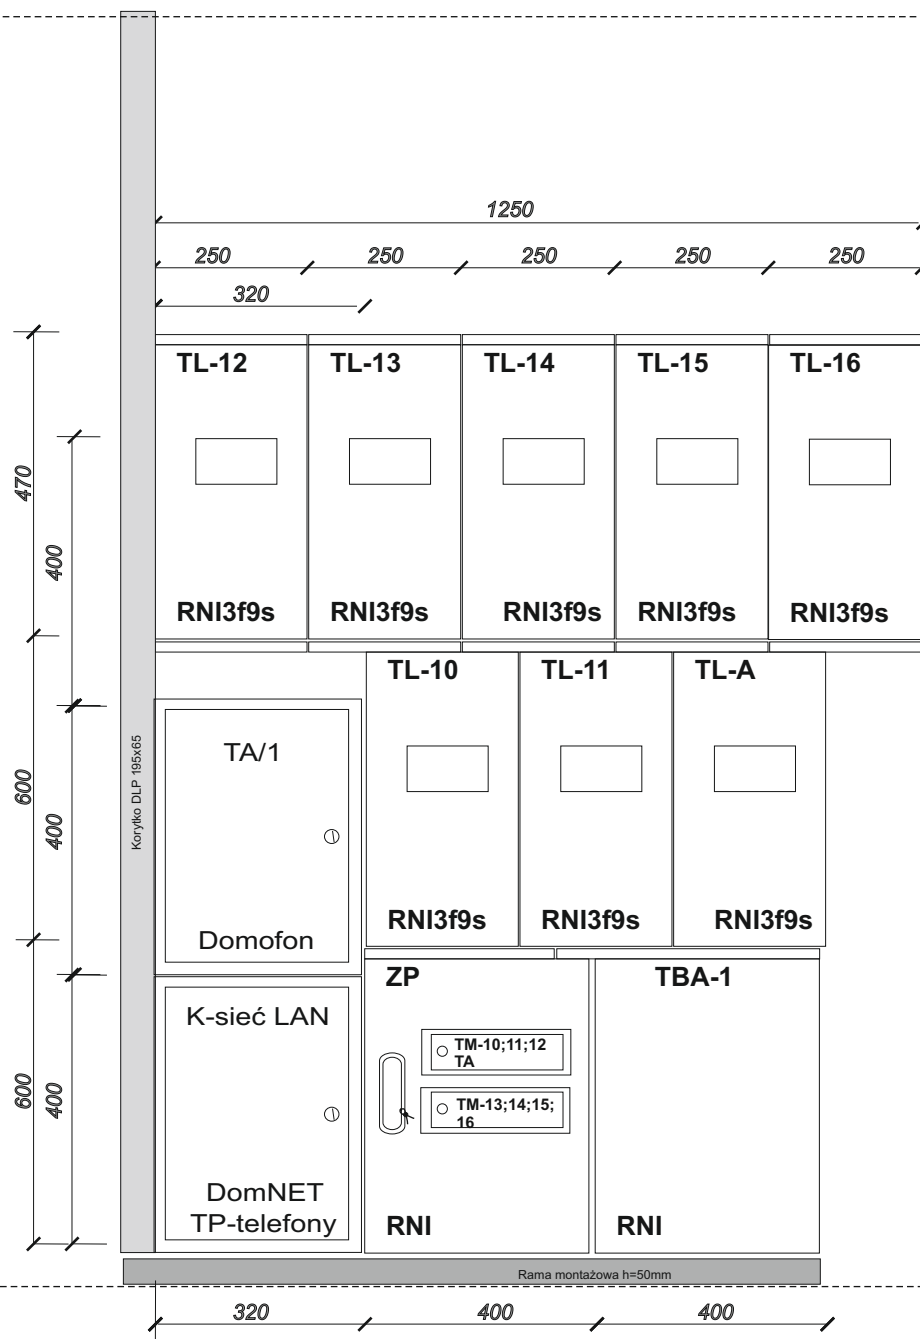 1250
250 250 250 250 250
320
TL-12 TL-13 TL-14 TL-15 TL-16
470
400
RNI3f9s RNI3f9s RNI3f9s RNI3f9s RNI3f9s
TL-10 TL-11 TL-A
Korytko DLP 195x65
TA/1
600
400
RNI3f9s RNI3f9s RNI3f9s
Domofon
ZP TBA-1
K-sieć LAN
TM-10;11;12
TA
600
400
TM-13;14;15;
16
DomNET
TP-telefony
RNI RNI
Rama montażowa h=50mm
320 400 400